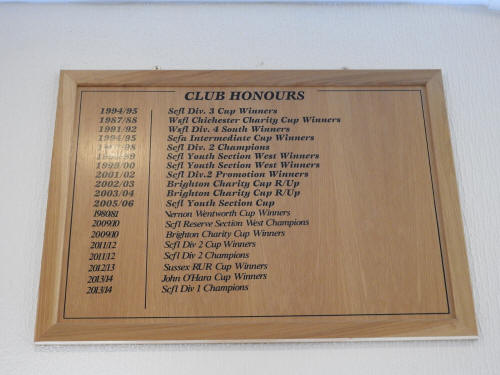 CLUB HONOURS
1994/95 Scfl Div. 3 Cup Winners
1987/88 Wsfl Chichester Charity Cup Winners
1991/92 Wsfl Div. 4 South Winners
1994/95 Scfa Intermediate Cup Winners
Scfl Div. 2 Champions
Scfl Youth Section West Winners
1999/00 Scfl Youth Section West Winners
2001/02 Scfl Div.2 Promotion Winners
2002/03 Brighton Charity Cup R/Up
2003/04 Brighton Charity Cup R/Up
2005/06 Scfl Youth Section Cup
1980/81 Nernon Wentworth Cup Winners
2009/10 Scfl Reserve Section West Champions
2009/10 Brighton Charity Cup Winners
2011/12 Scfl Div 2 Cup Winners
2011/12 Scfl Div 2 Champions
2012/13 Sussex RUR Cup Winners
2013/14 John O'Hara Cup Winners
2013/14 Scfl Div 1 Champions